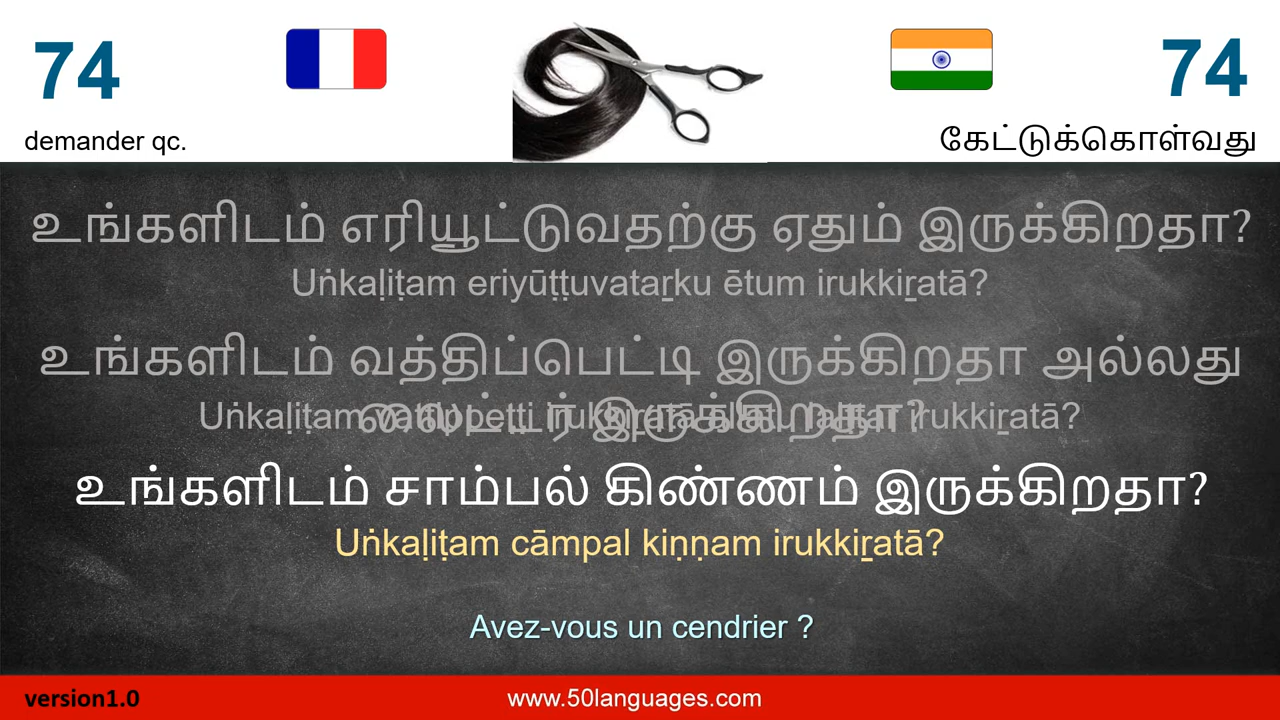 74
74
demander qc.
கேட்டுக்கொள்வது
உங்களிடம் எரியூட்டுவதற்கு ஏதும் இருக்கிறதா?
Uṅkaḷiṭam eriyūṭṭuvataṟku ētum irukkiṟatā?
உங்களிடம் வத்திப்பெட்டி இருக்கிறதா அல்லது
லைட்டர் இருக்கிறதா?
Uṅkaḷiṭam vattippeṭṭi irukkiṟatā allatu laiṭṭar irukkiṟatā?
உங்களிடம் சாம்பல் கிண்ணம் இருக்கிறதா?
Uṅkaḷiṭam cāmpal kiṇṇam irukkiṟatā?
Avez-vous un cendrier ?
version1.0
www.50languages.com